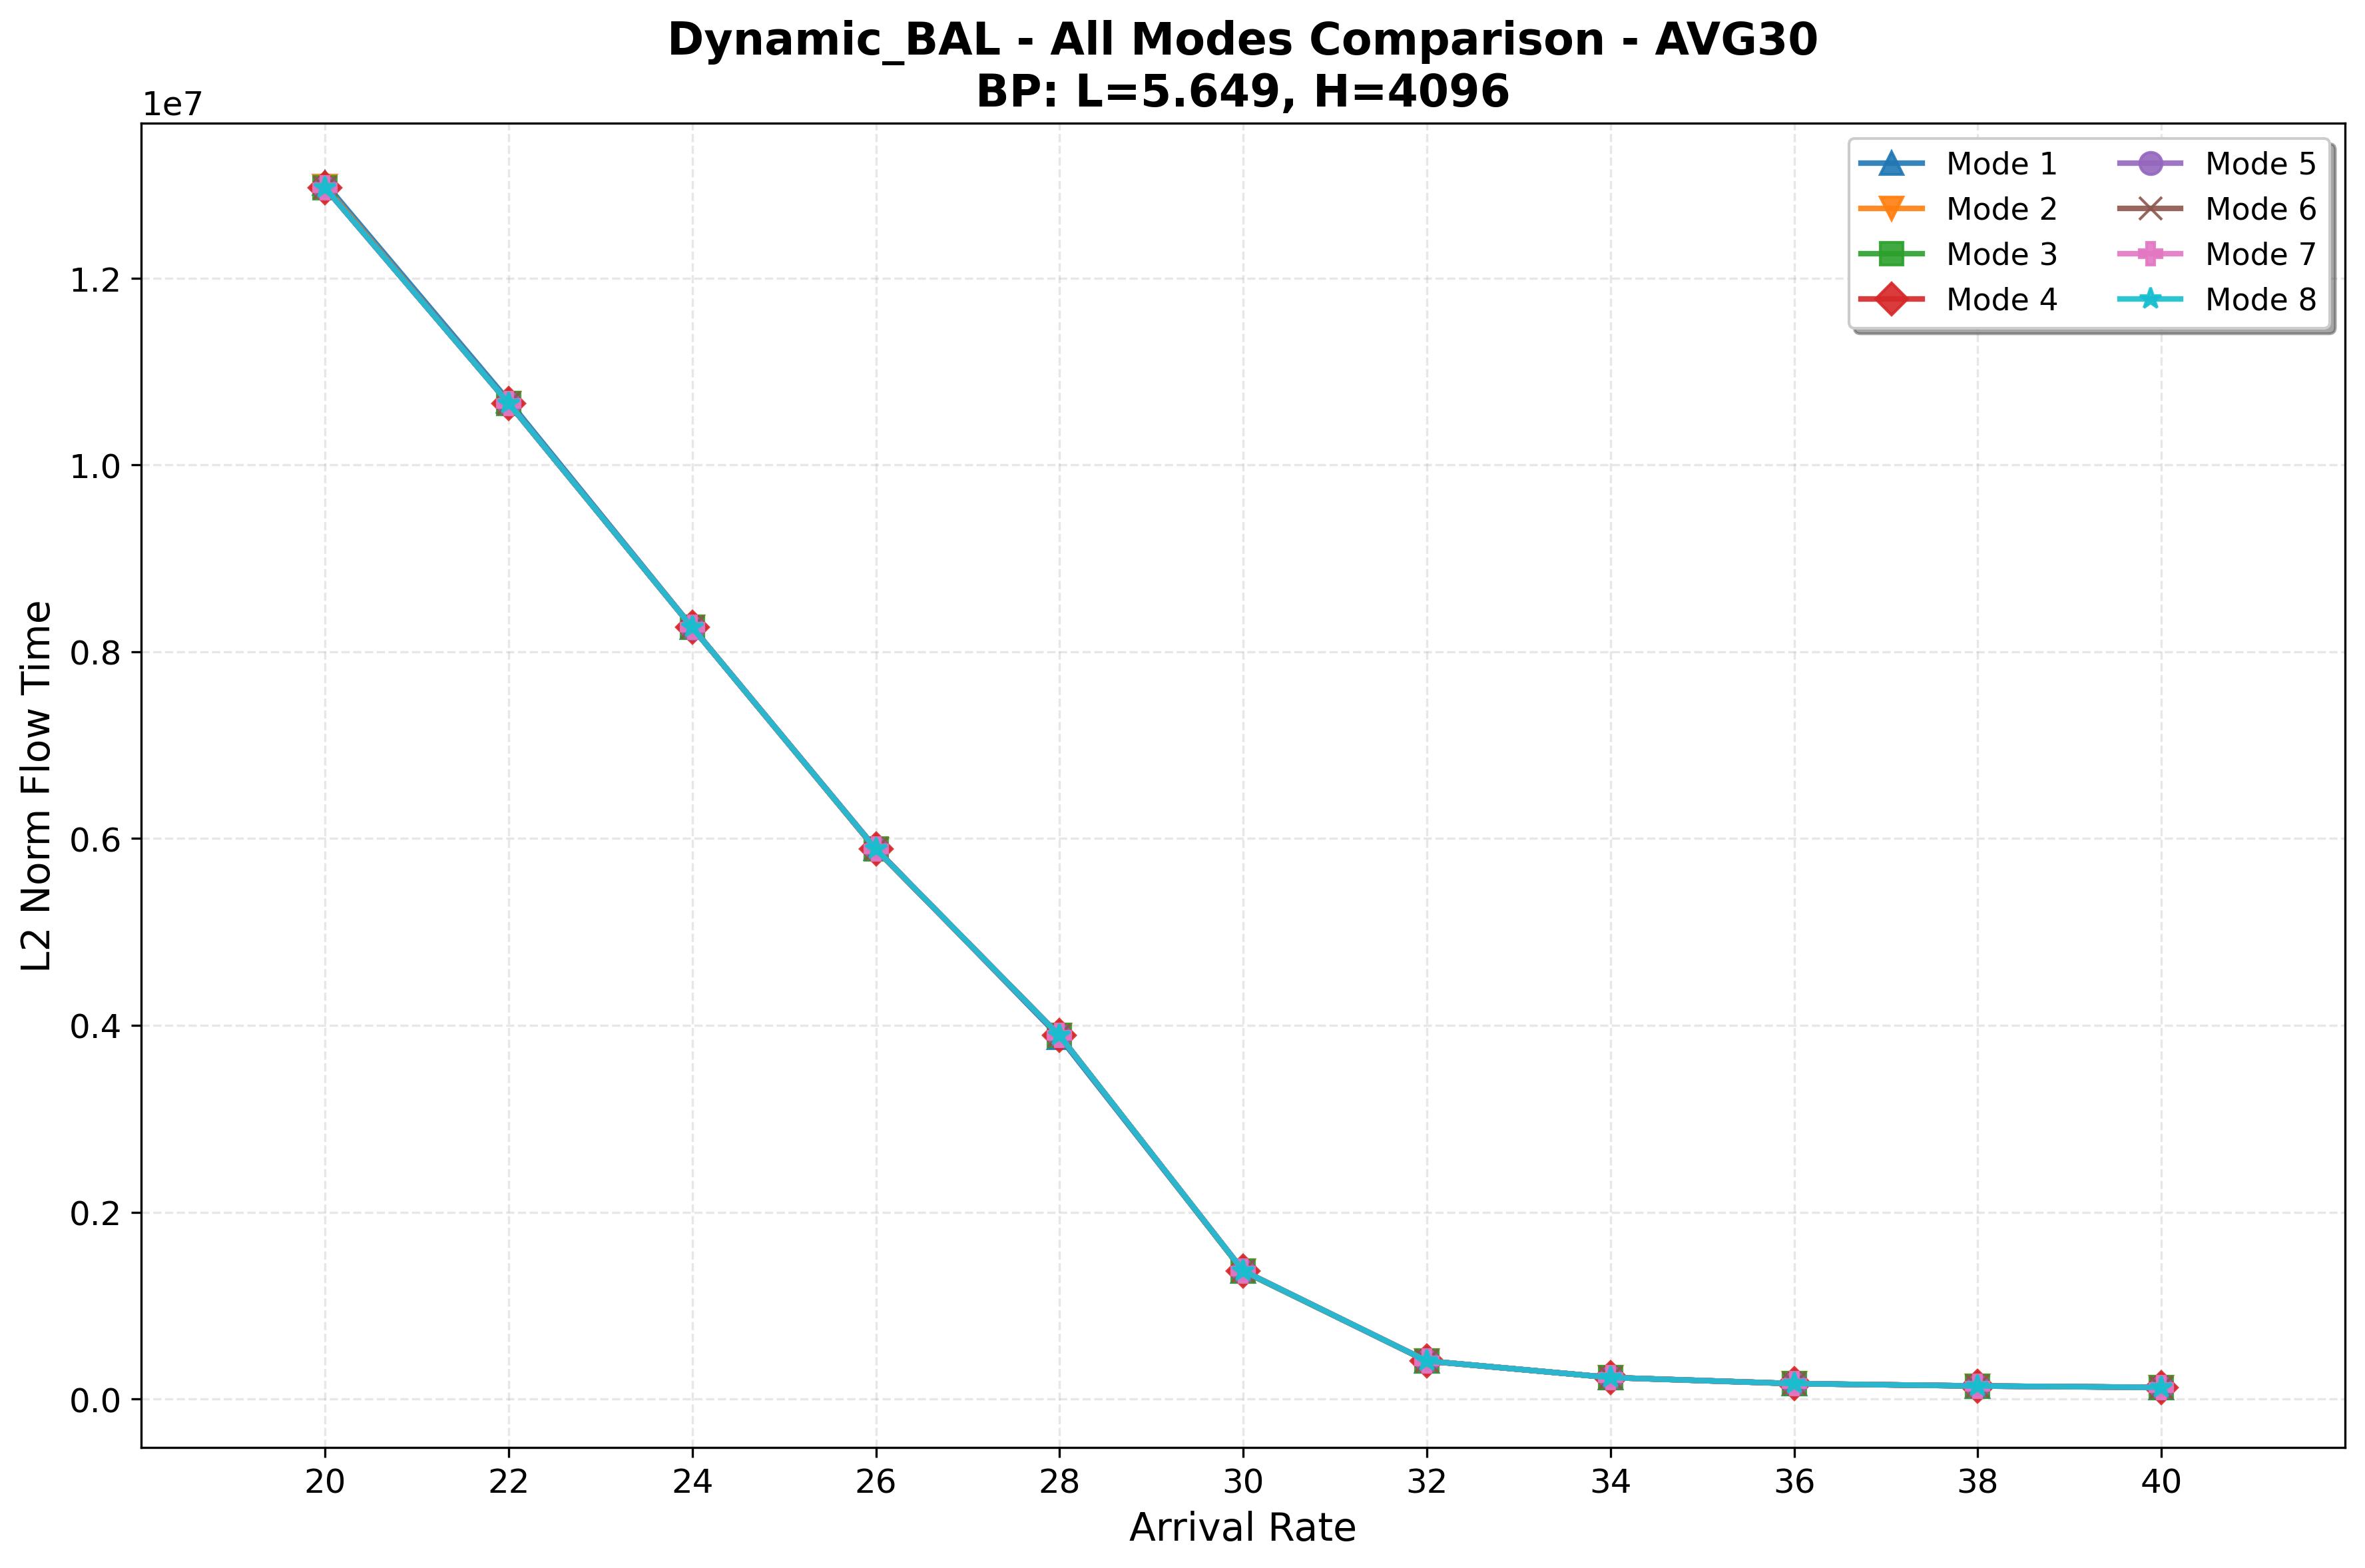 Dynamic_BAL - All Modes Comparison - AVG30
BP: L=5.649, H=4096
1e7
Mode 1
Mode 2
Mode 3
Mode 4
Mode 5
Mode 6
Mode 7
Mode 8
L2 Norm Flow Time
1.2
1.0
0.8
0.6
0.4
0.2
0.0
20 22 24 26 28 30 32 34 36 38 40
Arrival Rate